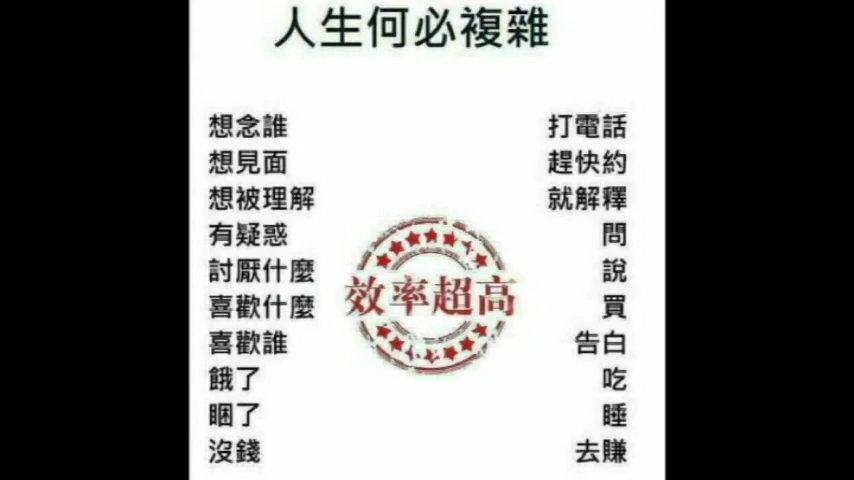 人生何必複雜
想念誰 打電話
想見面 趕快約
想被理解 就解釋
有疑惑 問
討厭什麼 說
喜歡什麼 買
喜歡誰 告白
餓了 吃
睏了 睡
沒錢 去賺
效率超高